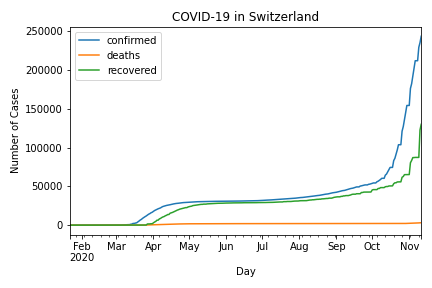 COVID-19 in Switzerland
confirmed
deaths
recovered
Number of Cases
250000
200000
150000
100000
50000
0
Feb Mar Apr May Jun Jul Aug Sep Oct Nov
2020
Day